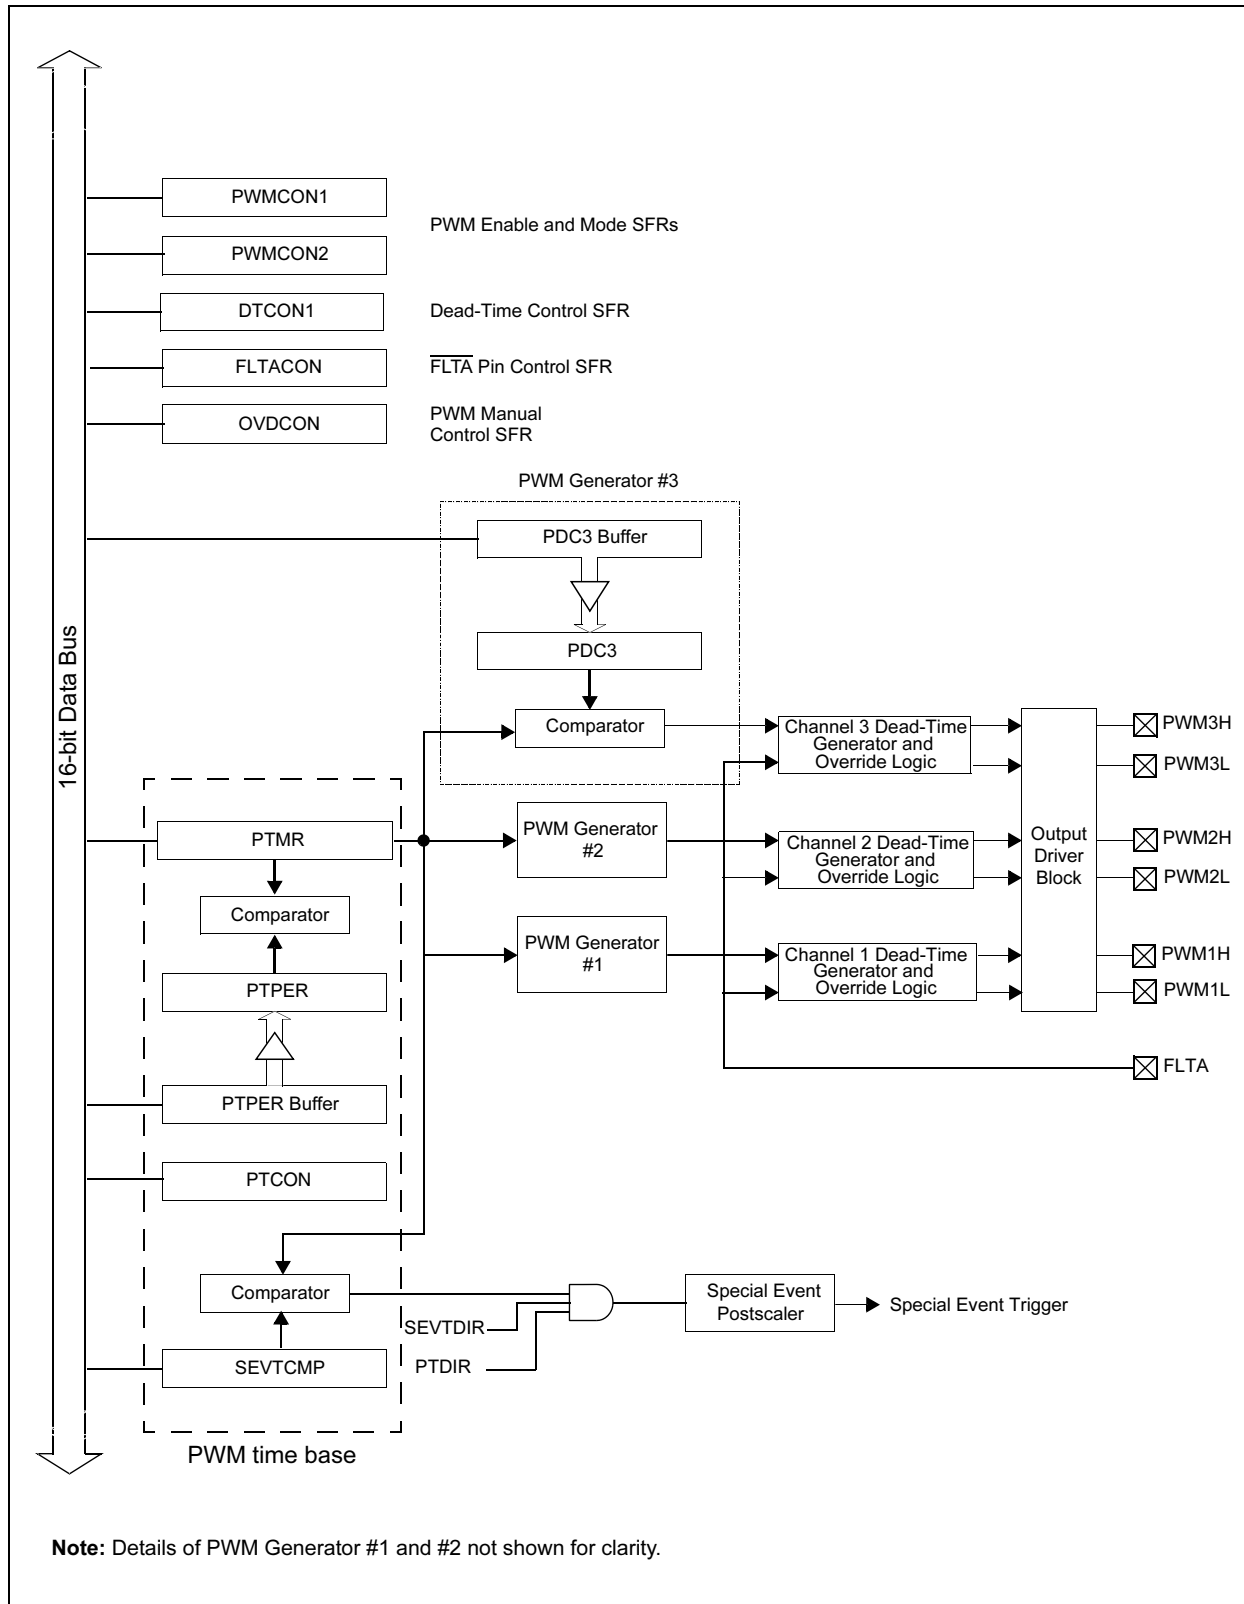 PWMCON1
PWM Enable and Mode SFRs
PWMCON2
DTCON1
Dead-Time Control SFR
FLTACON
FLTA Pin Control SFR
OVDCON
PWM Manual
Control SFR
PWM Generator #3
PDC3 Buffer
16-bit Data Bus
PDC3
Comparator
Channel 3 Dead-Time
Generator and
Override Logic
PWM3H
PWM3L
PTMR
PWM Generator
#2
Channel 2 Dead-Time
Generator and
Override Logic
Output
Driver
Block
PWM2H
PWM2L
Comparator
PTPER
PWM Generator
#1
Channel 1 Dead-Time
Generator and
Override Logic
PWM1H
PWM1L
FLTA
PTPER Buffer
PTCON
Comparator
SEVTDIR
PTDIR
Special Event
Postscaler
Special Event Trigger
SEVTCMP
PWM time base
Note: Details of PWM Generator #1 and #2 not shown for clarity.